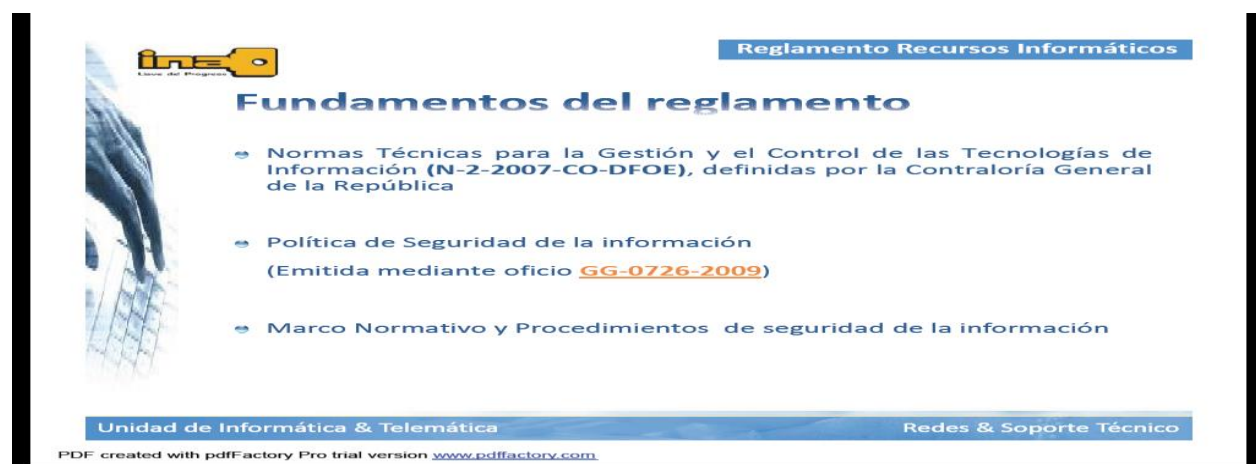 ina
Llave del Progreso
Reglamento Recursos Informáticos
Fundamentos del reglamento
Normas Técnicas para la Gestión y el Control de las Tecnologías de
Información (N-2-2007-CO-DFOE), definidas por la Contraloría General
de la República
Política de Seguridad de la información
(Emitida mediante oficio GG-0726-2009)
Marco Normativo y Procedimientos de seguridad de la información
Unidad de Informática & Telemática
Redes & Soporte Técnico
PDF created with pdfFactory Pro trial version www.pdffactory.com